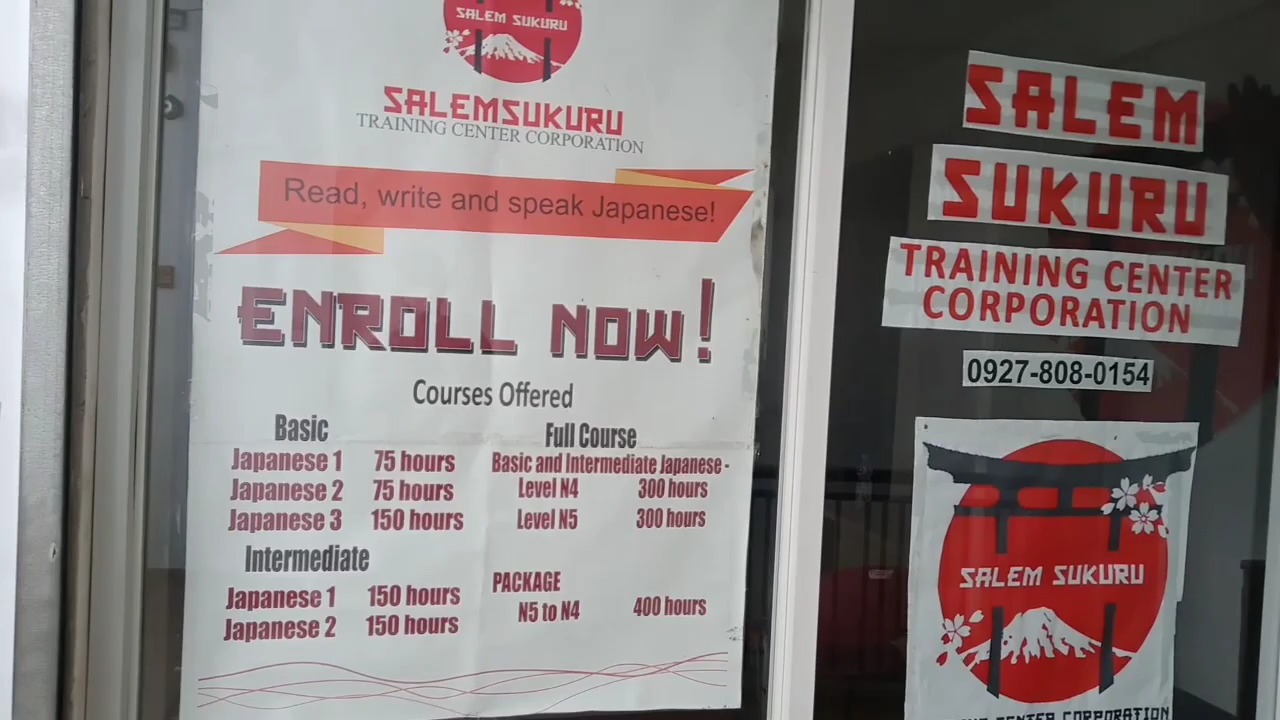 SALEM SUKURU
SALEMSUKURU
TRAINING CENTER CORPORATION
Read, write and speak Japanese!
ENROLL NOW!
Courses Offered
Basic
Japanese 1 75 hours
Japanese 2 75 hours
Japanese 3 150 hours
Intermediate
Japanese 1 150 hours
Japanese 2 150 hours
Full Course
Basic and Intermediate Japanese -
Level N4 300 hours
Level N5 300 hours
PACKAGE
N5 to N4 400 hours
SALEM
SUKURU
TRAINING CENTER
CORPORATION
0927-808-0154
SALEM SUKURU
CENTER CORPORATION